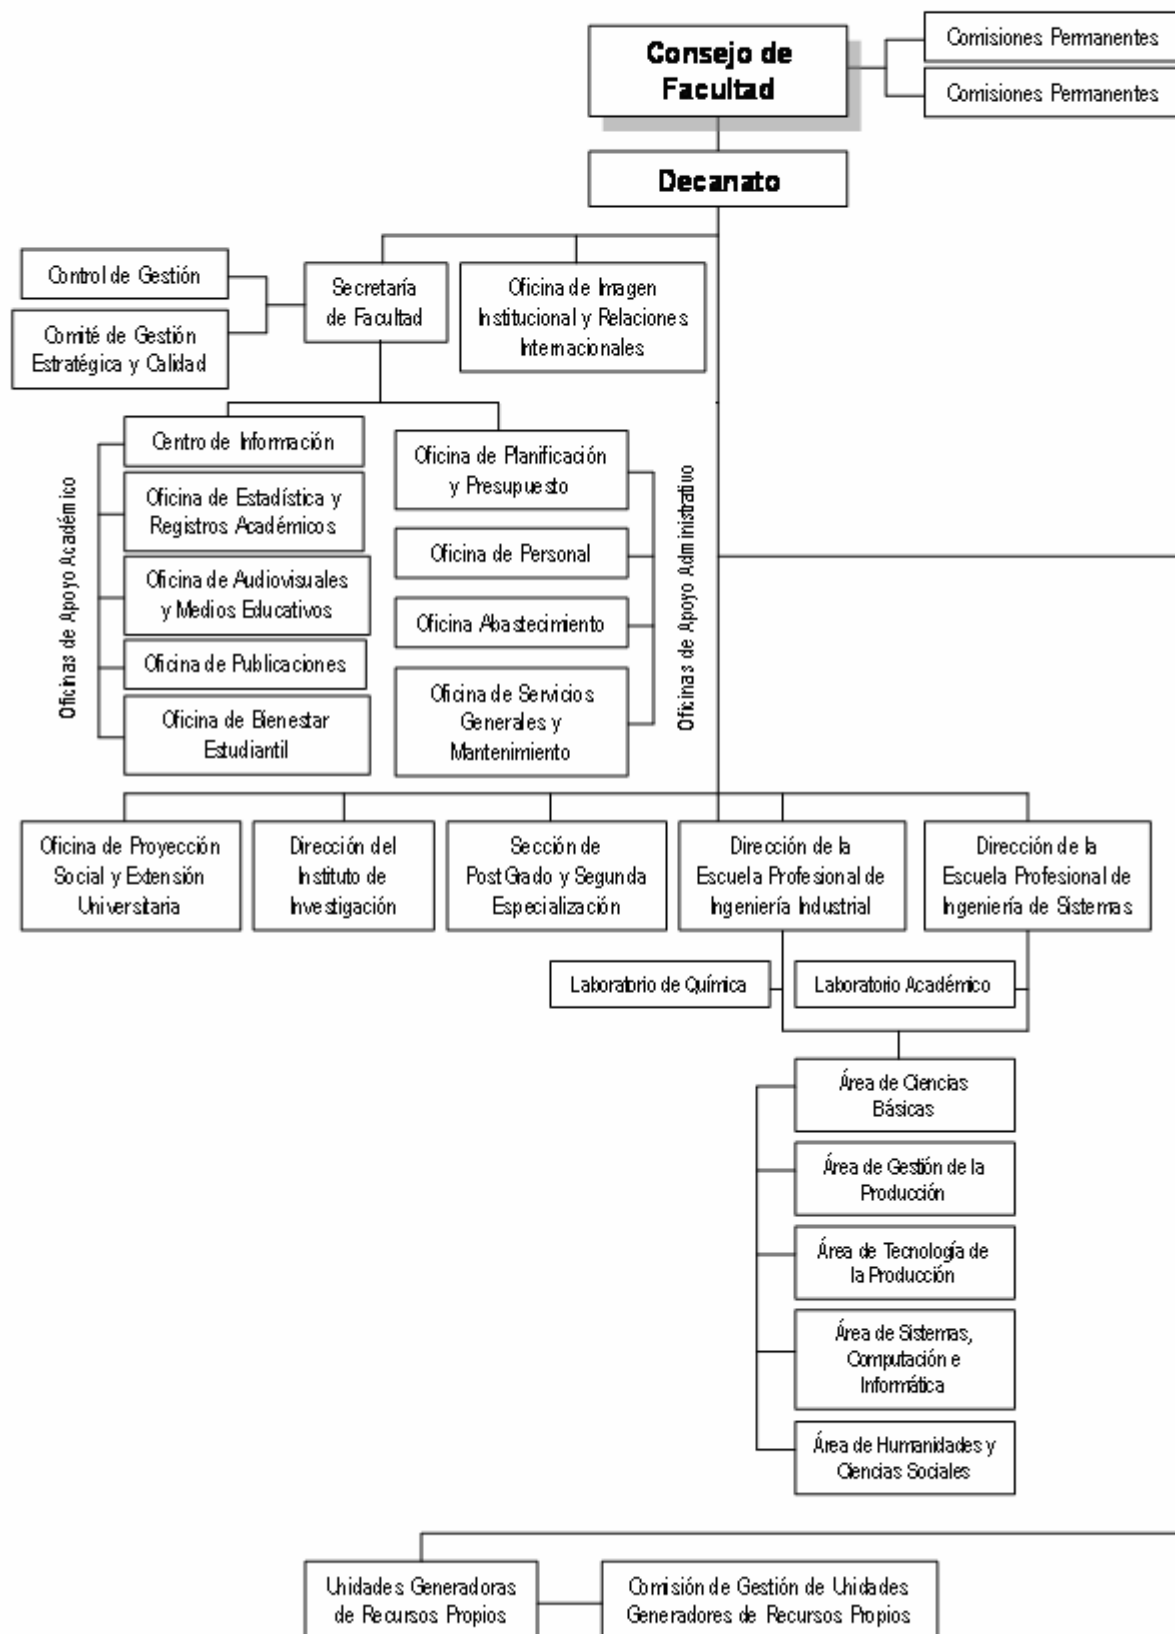 Consejo de
Facultad
Comisiones Permanentes
Comisiones Permanentes
Decanato
Control de Gestión
Comité de Gestión
Estratégica y Calidad
Secretaría
de Facultad
Oficina de Imagen
Institucional y Relaciones
Internacionales
Oficinas de Apoyo Académico
Centro de Información
Oficina de Estadística y
Registros Académicos
Oficina de Audiovisuales
y Medios Educativos
Oficina de Publicaciones
Oficina de Bienestar
Estudiantil
Oficina de Planificación
y Presupuesto
Oficina de Personal
Oficina Abastecimiento
Oficina de Servicios
Generales y
Mantenimiento
Oficinas de Apoyo Administrativo
Oficina de Proyección
Social y Extensión
Universitaria
Dirección del
Instituto de
Investigación
Sección de
PostGrado y Segunda
Especialización
Dirección de la
Escuela Profesional de
Ingeniería Industrial
Dirección de la
Escuela Profesional de
Ingeniería de Sistemas
Laboratorio de Química
Laboratorio Académico
Área de Ciencias
Básicas
Área de Gestión de la
Producción
Área de Tecnología de
la Producción
Área de Sistemas,
Computación e
Informática
Área de Humanidades y
Ciencias Sociales
Unidades Generadoras
de Recursos Propios
Comisión de Gestión de Unidades
Generadores de Recursos Propios